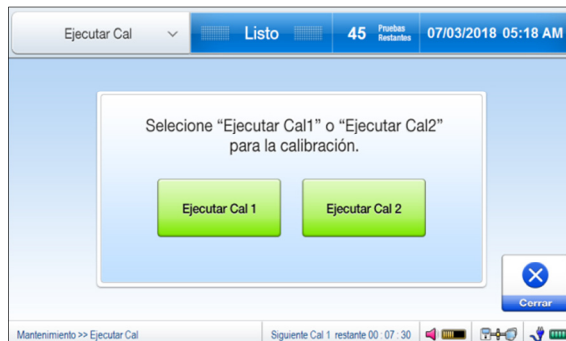 Ejecutar Cal
Listo
45 Pruebas Restantes
07/03/2018 05:18 AM
Selecione “Ejecutar Cal1” o “Ejecutar Cal2”
para la calibración.
Ejecutar Cal 1
Ejecutar Cal 2
Cerrar
Mantenimiento >> Ejecutar Cal
Siguiente Cal 1 restante 00 : 07 : 30